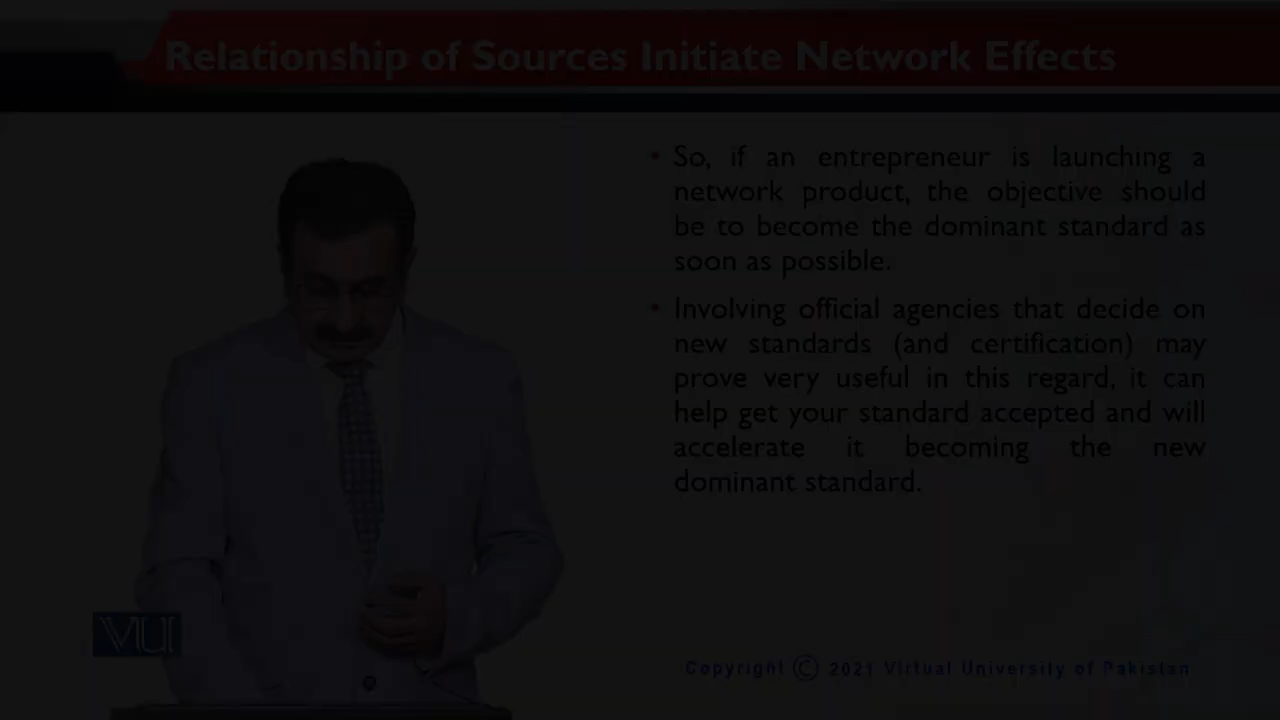 Relationship of Sources Initiate Network Effects
• So, if an entrepreneur is launching a
network product, the objective should
be to become the dominant standard as
soon as possible.
• Involving official agencies that decide on
new standards (and certification) may
prove very useful in this regard, it can
help get your standard accepted and will
accelerate it becoming the new
dominant standard.
VU
Copyright © 2021 Virtual University of Pakistan